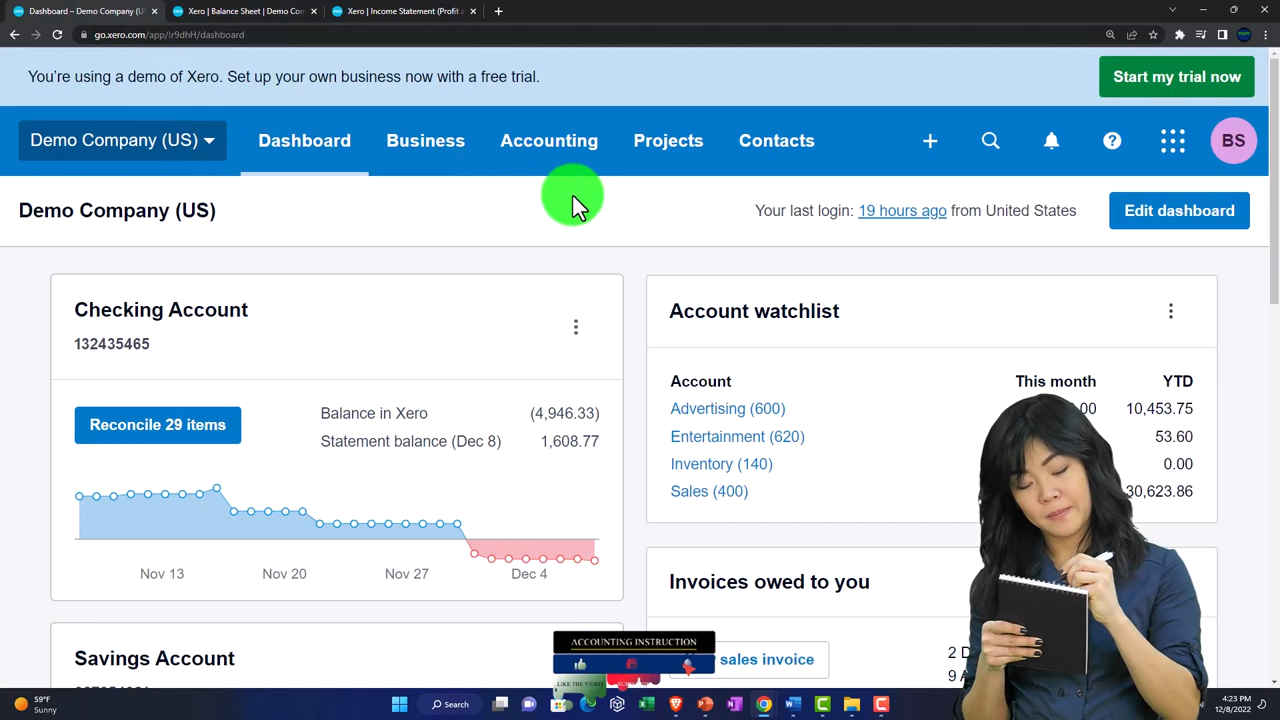 Dashboard – Demo Company (U
Xero | Balance Sheet | Demo Com
Xero | Income Statement (Profit a
go.xero.com/app/!r9dhH/dashboard
You're using a demo of Xero. Set up your own business now with a free trial.
Start my trial now
Demo Company (US)
Dashboard
Business
Accounting
Projects
Contacts
BS
Demo Company (US)
Your last login: 19 hours ago from United States
Edit dashboard
Checking Account
132435465
Reconcile 29 items
Balance in Xero (4,946.33)
Statement balance (Dec 8) 1,608.77
Nov 13 Nov 20 Nov 27 Dec 4
Account watchlist
Account This month YTD
Advertising (600) 10,453.75
Entertainment (620) 53.60
Inventory (140) 0.00
Sales (400) 30,623.86
Invoices owed to you
sales invoice
2 D
9 A
Savings Account
ACCOUNTING INSTRUCTION
LIKE THE VIDEO
59°F
Sunny
Search
4:23 PM
12/8/2022